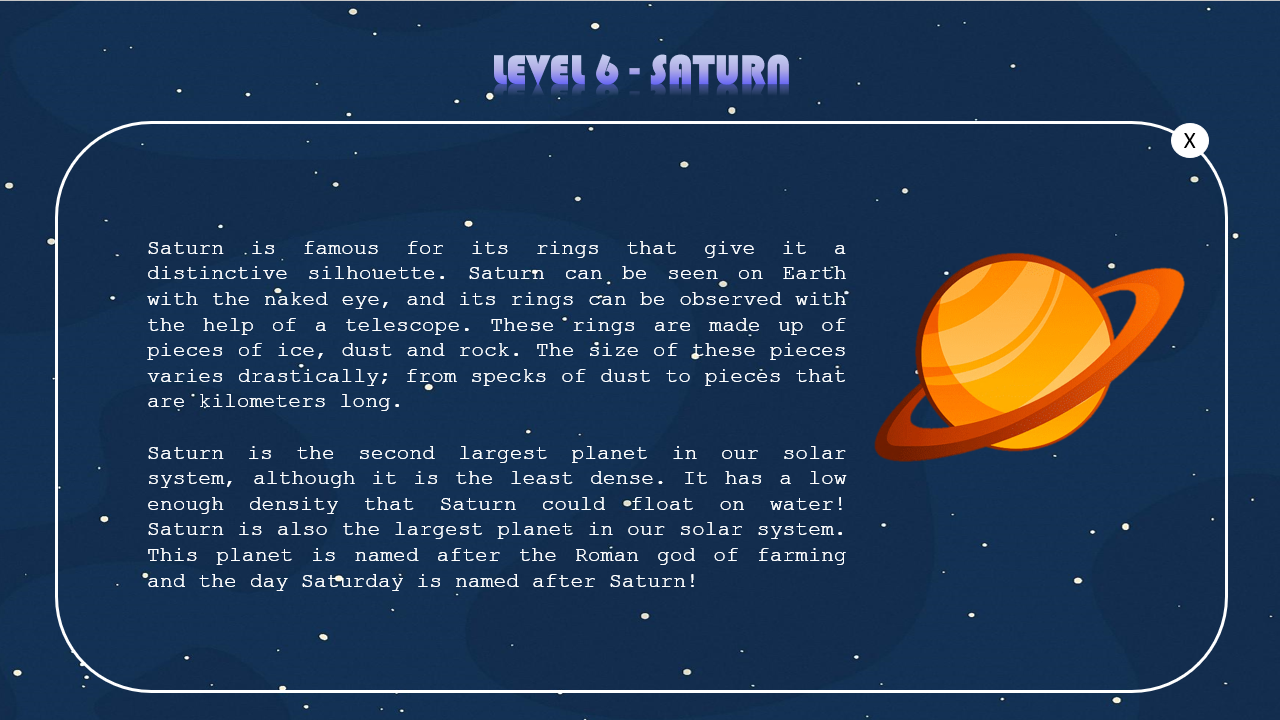 LEVEL 6 - SATURN
X
Saturn is famous for its rings that give it a
distinctive silhouette. Saturn can be seen on Earth
with the naked eye, and its rings can be observed with
the help of a telescope. These rings are made up of
pieces of ice, dust and rock. The size of these pieces
varies drastically; from specks of dust to pieces that
are kilometers long.
Saturn is the second largest planet in our solar
system, although it is the least dense. It has a low
enough density that Saturn could float on water!
Saturn is also the largest planet in our solar system.
This planet is named after the Roman god of farming
and the day Saturday is named after Saturn!